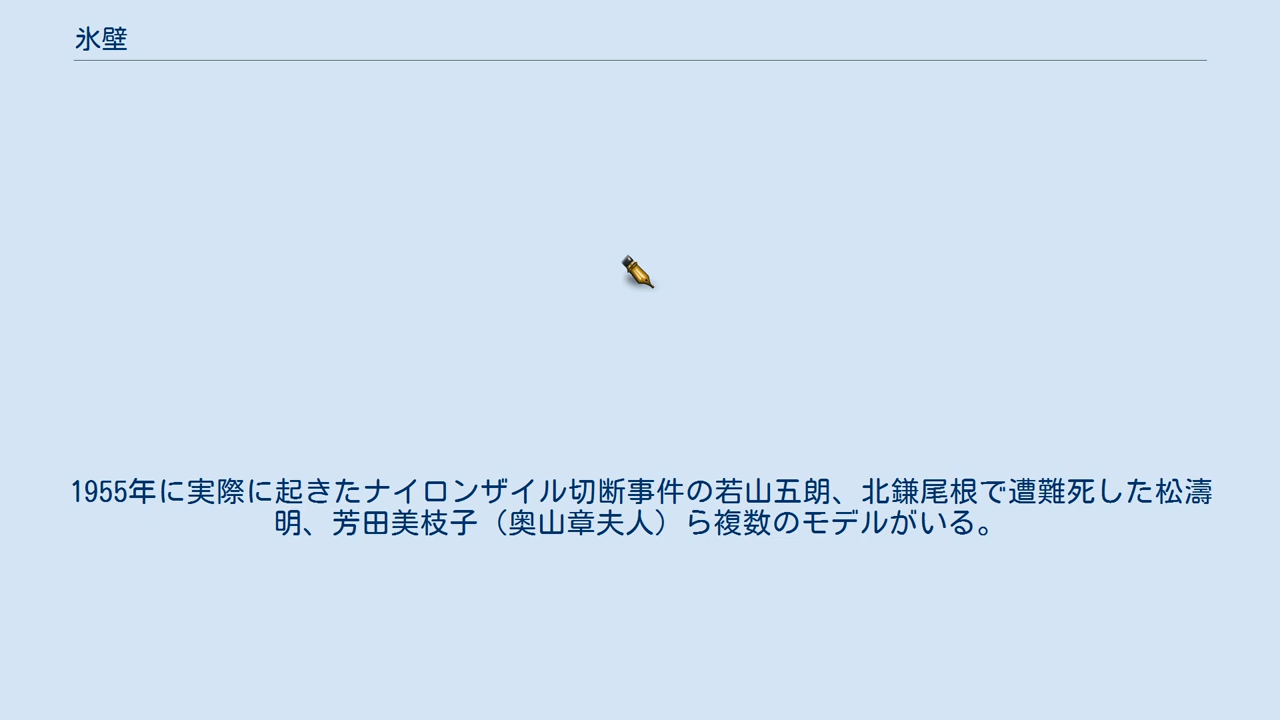 氷壁
1955年に実際に起きたナイロンザイル切断事件の若山五朗、北鎌尾根で遭難死した松濤
明、芳田美枝子（奥山章夫人）ら複数のモデルがいる。